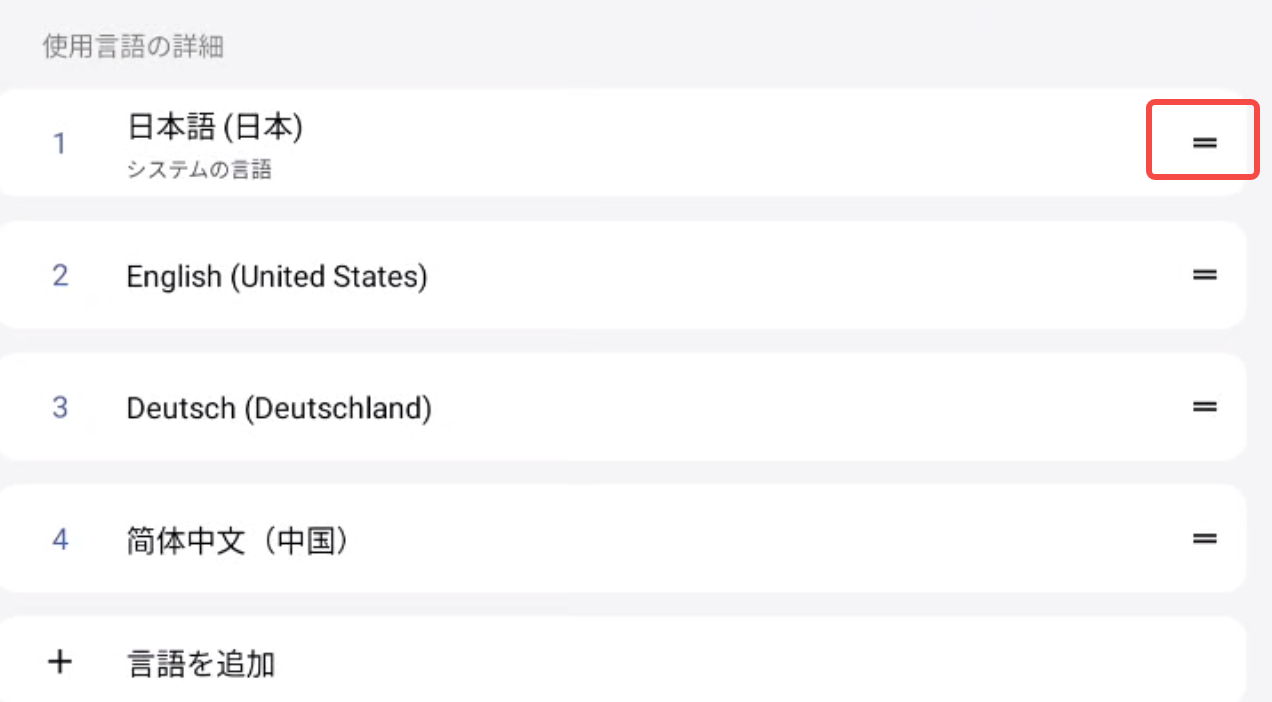 使用言語の詳細
1
日本語 (日本)
システムの言語
2
English (United States)
3
Deutsch (Deutschland)
4
简体中文（中国）
+
言語を追加